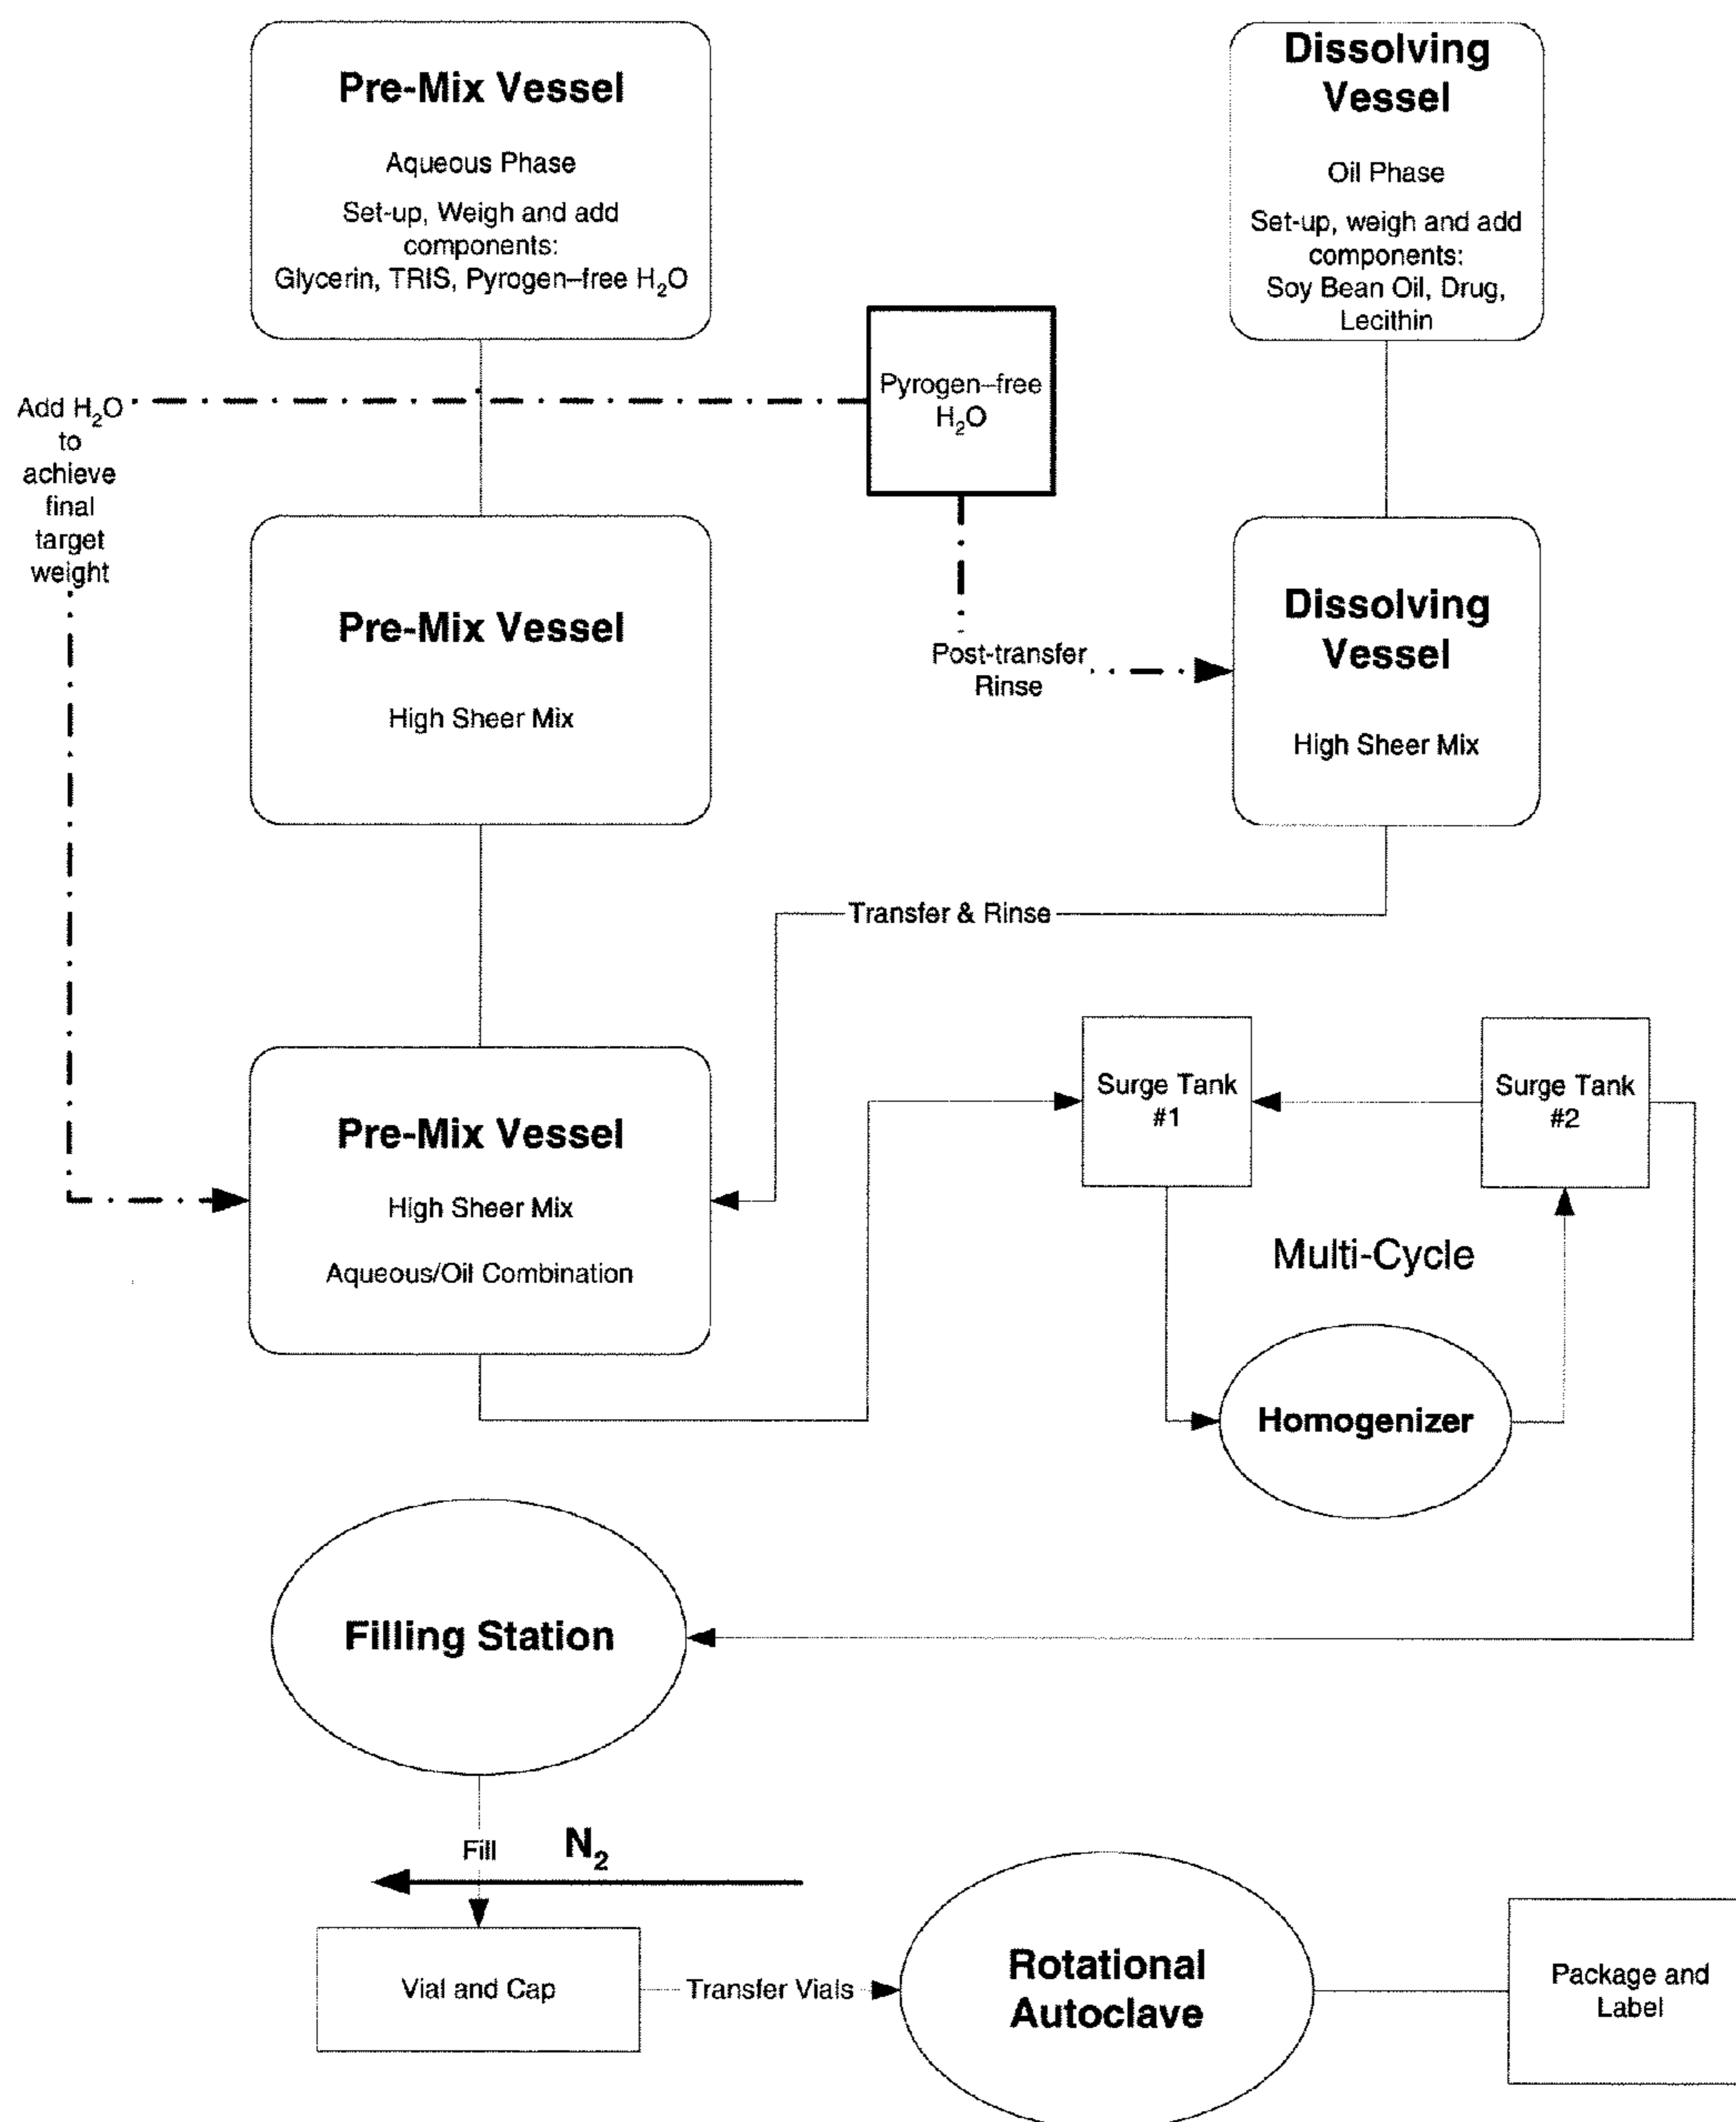 Pre-Mix Vessel
Aqueous Phase
Set-up, Weigh and add
components:
Glycerin, TRIS, Pyrogen–free H₂O
Dissolving
Vessel
Oil Phase
Set-up, weigh and add
components:
Soy Bean Oil, Drug,
Lecithin
Pyrogen–free
H₂O
Add H₂O
to
achieve
final
target
weight
Pre-Mix Vessel
High Sheer Mix
Post-transfer
Rinse
Dissolving
Vessel
High Sheer Mix
Transfer & Rinse
Pre-Mix Vessel
High Sheer Mix
Aqueous/Oil Combination
Surge Tank
#1
Surge Tank
#2
Multi-Cycle
Homogenizer
Filling Station
Fill
N₂
Vial and Cap
Transfer Vials
Rotational
Autoclave
Package and
Label